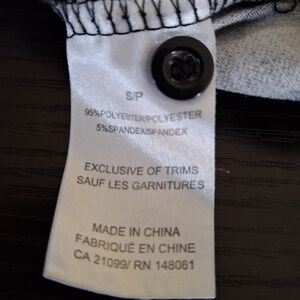 S/P
95%POLYESTER/POLYESTER
5%SPANDEX/SPANDEX
EXCLUSIVE OF TRIMS
SAUF LES GARNITURES
MADE IN CHINA
FABRIQUÉ EN CHINE
CA 21099/ RN 148061